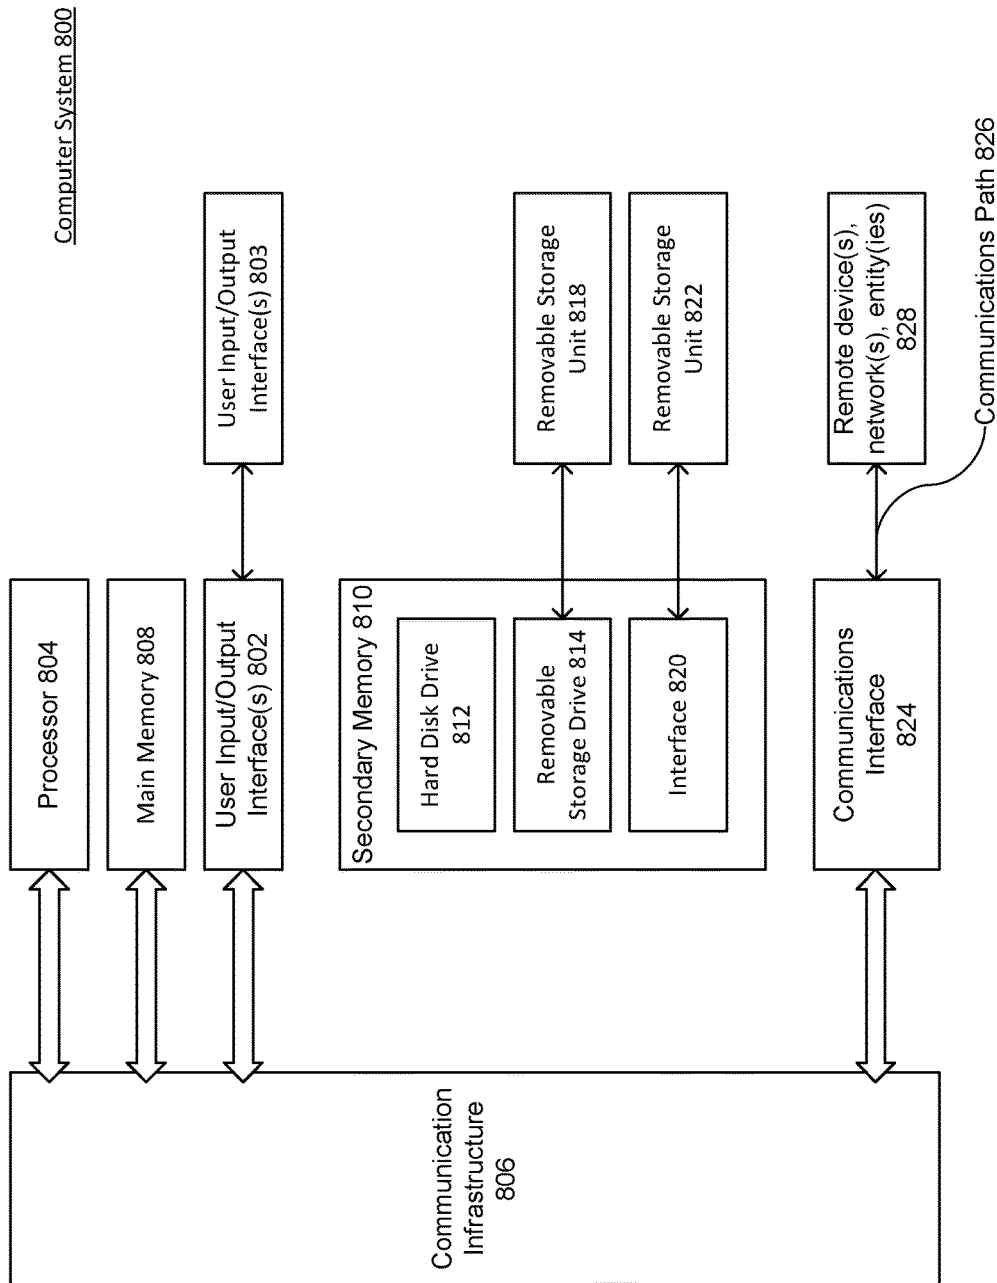 Computer System 800
Processor 804
Main Memory 808
User Input/Output
Interface(s) 802
User Input/Output
Interface(s) 803
Secondary Memory 810
Hard Disk Drive
812
Removable
Storage Drive 814
Interface 820
Removable Storage
Unit 818
Removable Storage
Unit 822
Communications
Interface
824
Remote device(s),
network(s), entity(ies)
828
Communications Path 826
Communication
Infrastructure
806